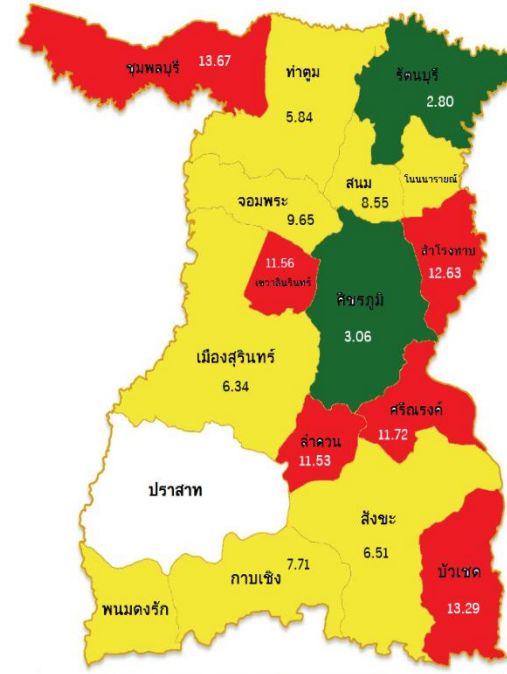 ชุมพลบุรี 13.67
ท่าตูม
5.84
รัตนบุรี
2.80
สนม
8.55
โนนนารายณ์
จอมพระ
9.65
11.56
เขวาสินรินทร์
สำโรงทาบ
12.63
ศีขรภูมิ
3.06
เมืองสุรินทร์
6.34
ศรีณรงค์
11.72
ลำดวน
11.53
ปราสาท
สังขะ
6.51
บัวเชด
13.29
7.71
กาบเชิง
พนมดงรัก